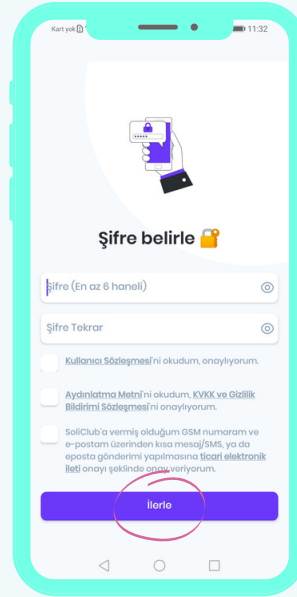 Kart yok
11:32
Şifre belirle
Şifre (En az 6 haneli)
Şifre Tekrar
Kullanıcı Sözleşmesi'ni okudum, onaylıyorum.
Aydınlatma Metni'ni okudum, KVKK ve Gizlilik
Bildirimi Sözleşmesi'ni onaylıyorum.
SoliClub'a vermiş olduğum GSM numaram ve
e-postam üzerinden kısa mesaj/SMS, ya da
eposta gönderimi yapılmasına ticari elektronik
ileti onayı şeklinde onay veriyorum.
İlerle